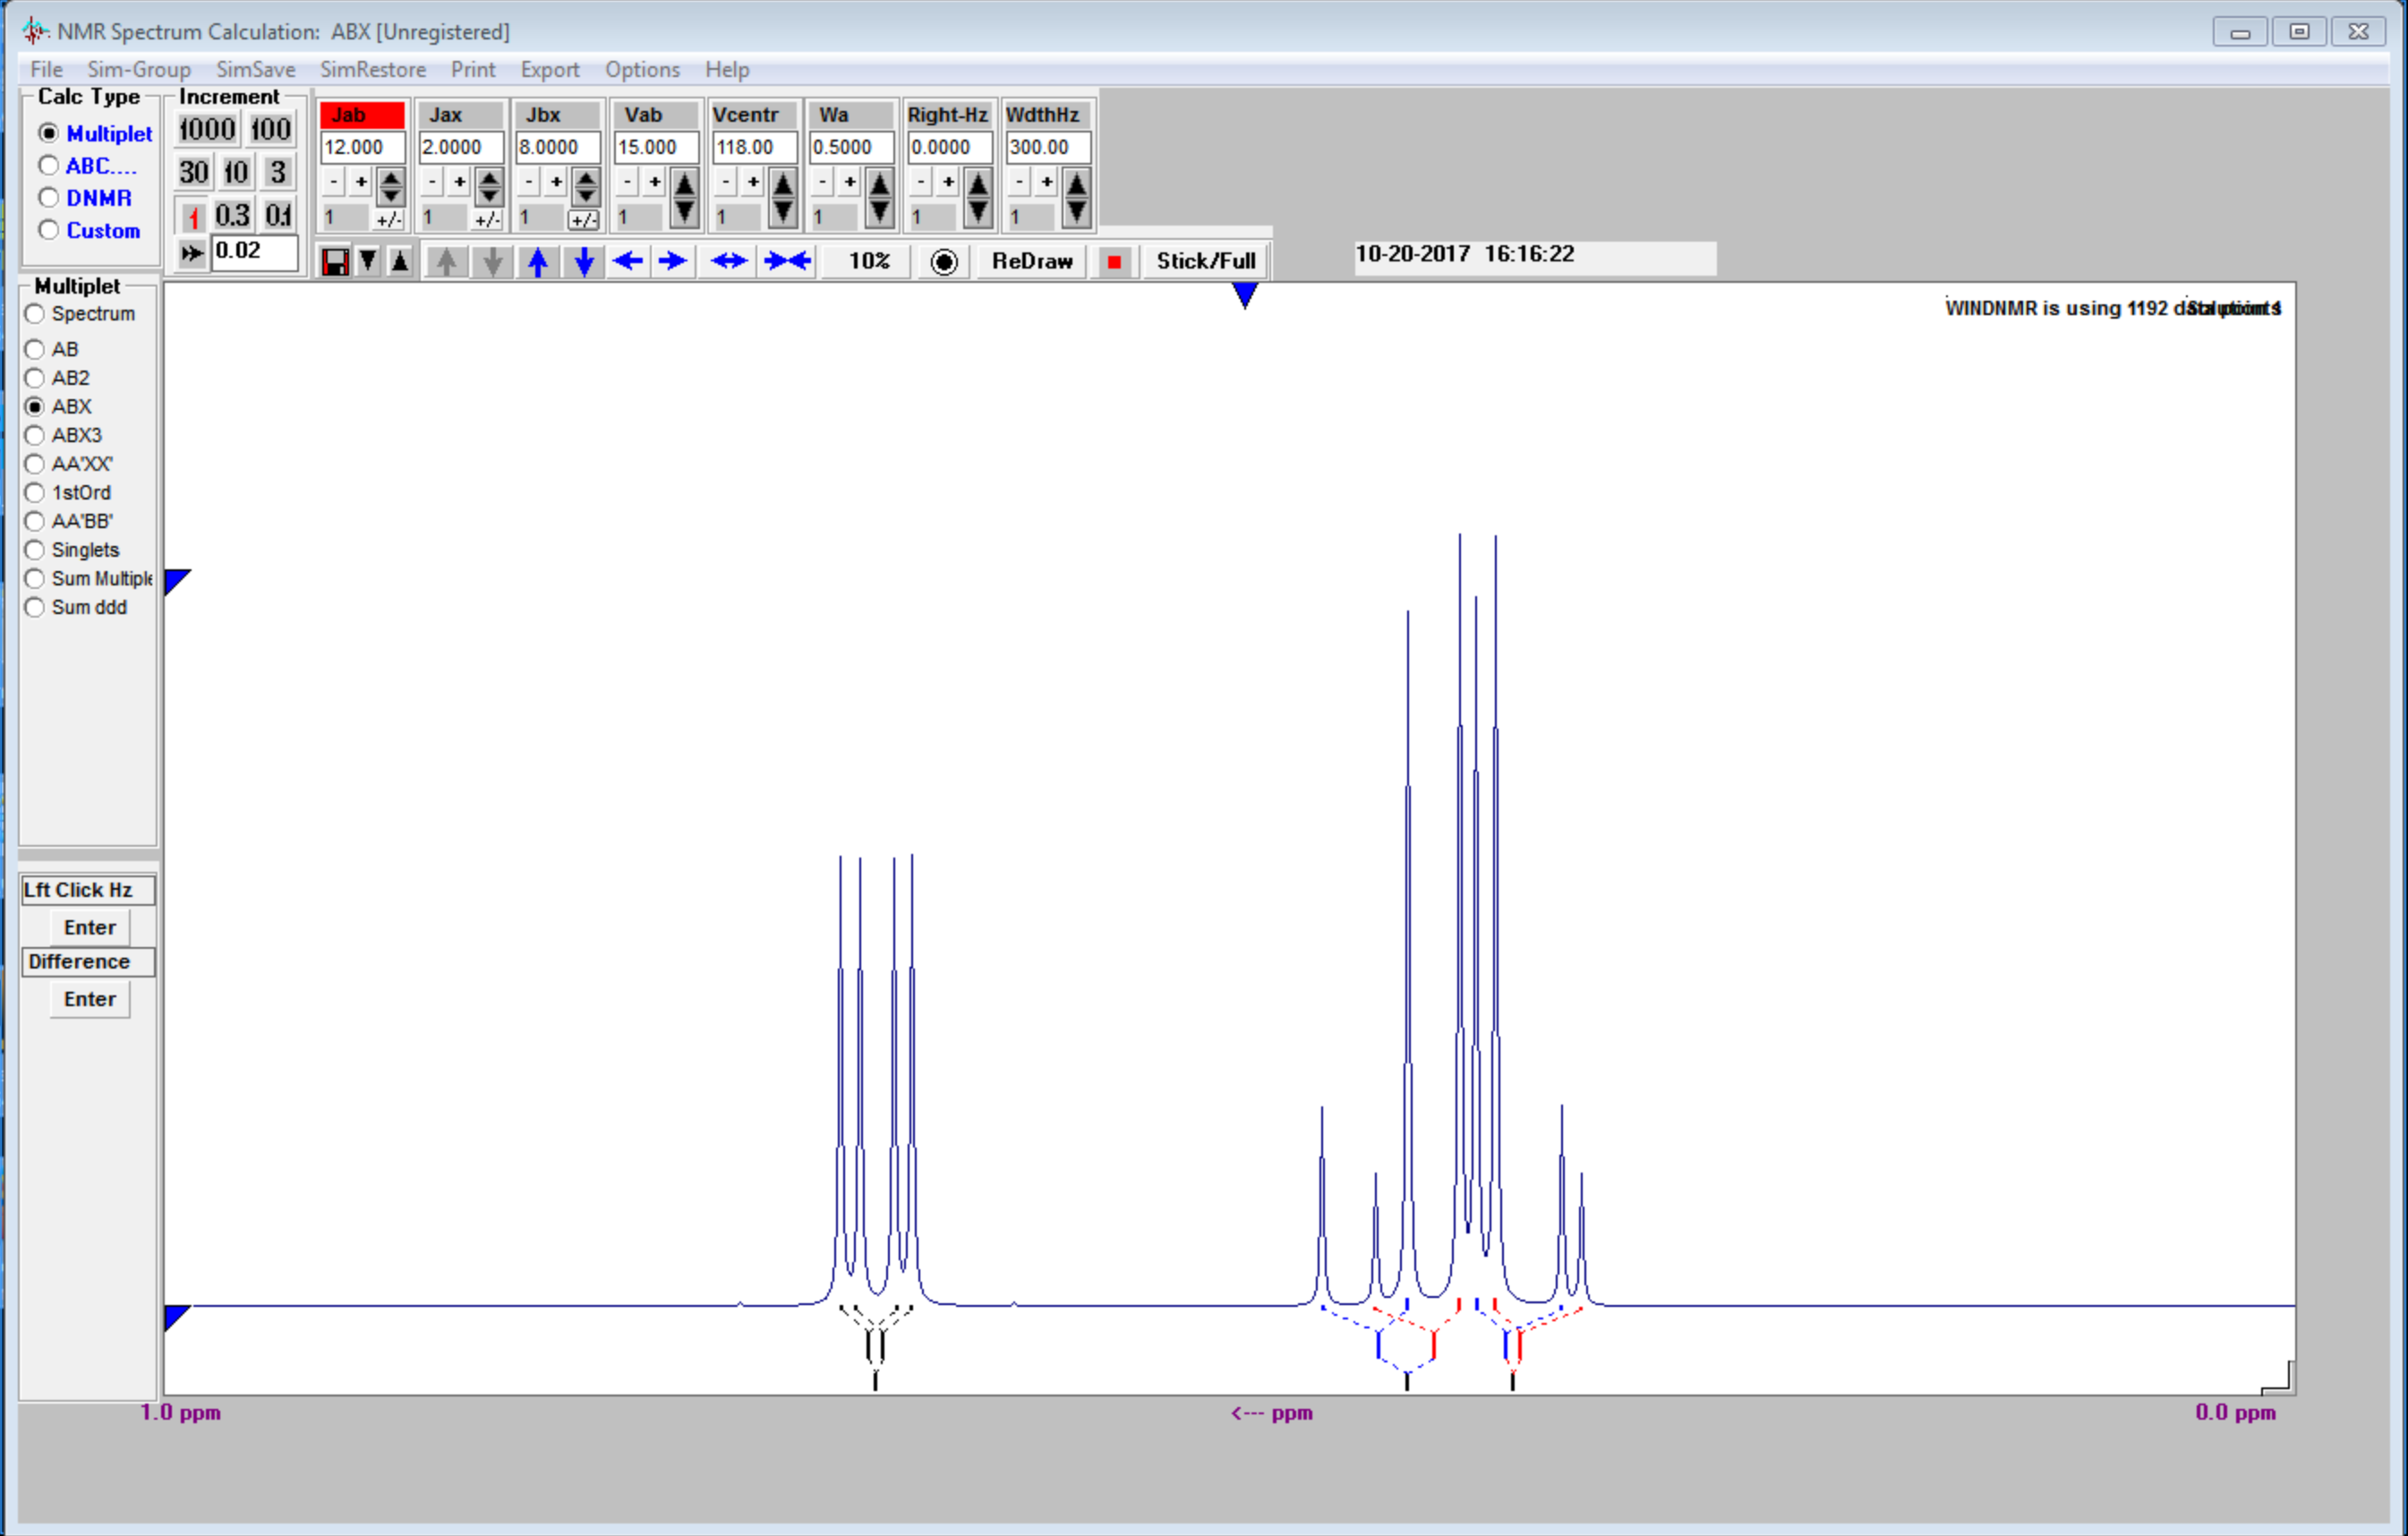 NMR Spectrum Calculation: ABX [Unregistered]
File Sim-Group SimSave SimRestore Print Export Options Help
Calc Type
Multiplet
ABC....
DNMR
Custom
Increment
1000 100
30 10 3
1 0.3 0.1
0.02
Jab Jax Jbx Vab Vcentr Wa Right-Hz WdthHz
12.000 2.0000 8.0000 15.000 118.00 0.5000 0.0000 300.00
- + - + - + - + - + - + - + - +
1 +/- 1 +/- 1 +/- 1 1 1 1 1
10% ReDraw Stick/Full
10-20-2017 16:16:22
Multiplet
Spectrum
AB
AB2
ABX
ABX3
AA'XX'
1stOrd
AA'BB'
Singlets
Sum Multiple
Sum ddd
Lft Click Hz
Enter
Difference
Enter
WINDNMR is using 1192
1.0 ppm <--- ppm 0.0 ppm